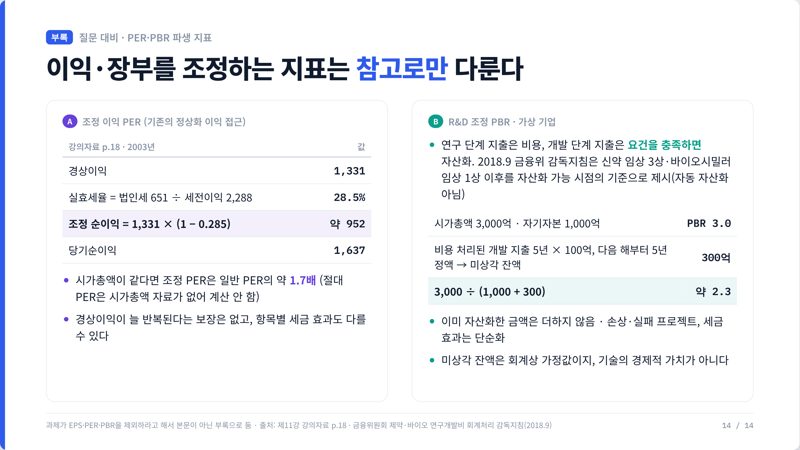 부록 질문 대비 · PER·PBR 파생 지표
이익·장부를 조정하는 지표는 참고로만 다룬다
A 조정 이익 PER (기존의 정상화 이익 접근)
강의자료 p.18 · 2003년 값
경상이익 1,331
실효세율 = 법인세 651 ÷ 세전이익 2,288 28.5%
조정 순이익 = 1,331 × (1 − 0.285) 약 952
당기순이익 1,637
• 시가총액이 같다면 조정 PER은 일반 PER의 약 1.7배 (절대
PER은 시가총액 자료가 없어 계산 안 함)
• 경상이익이 늘 반복된다는 보장은 없고, 항목별 세금 효과도 다를
수 있다
B R&D 조정 PBR · 가상 기업
• 연구 단계 지출은 비용, 개발 단계 지출은 요건을 충족하면
자산화. 2018.9 금융위 감독지침은 신약 임상 3상·바이오시밀러
임상 1상 이후를 자산화 가능 시점의 기준으로 제시(자동 자산화
아님)
시가총액 3,000억 · 자기자본 1,000억 PBR 3.0
비용 처리된 개발 지출 5년 × 100억, 다음 해부터 5년
정액 → 미상각 잔액 300억
3,000 ÷ (1,000 + 300) 약 2.3
• 이미 자산화한 금액은 더하지 않음 · 손상·실패 프로젝트, 세금
효과는 단순화
• 미상각 잔액은 회계상 가정값이지, 기술의 경제적 가치가 아니다
과제가 EPS·PER·PBR을 제외하라고 해서 본문이 아닌 부록으로 둠 · 출처: 제11강 강의자료 p.18 · 금융위원회 제약·바이오 연구개발비 회계처리 감독지침(2018.9) 14 / 14